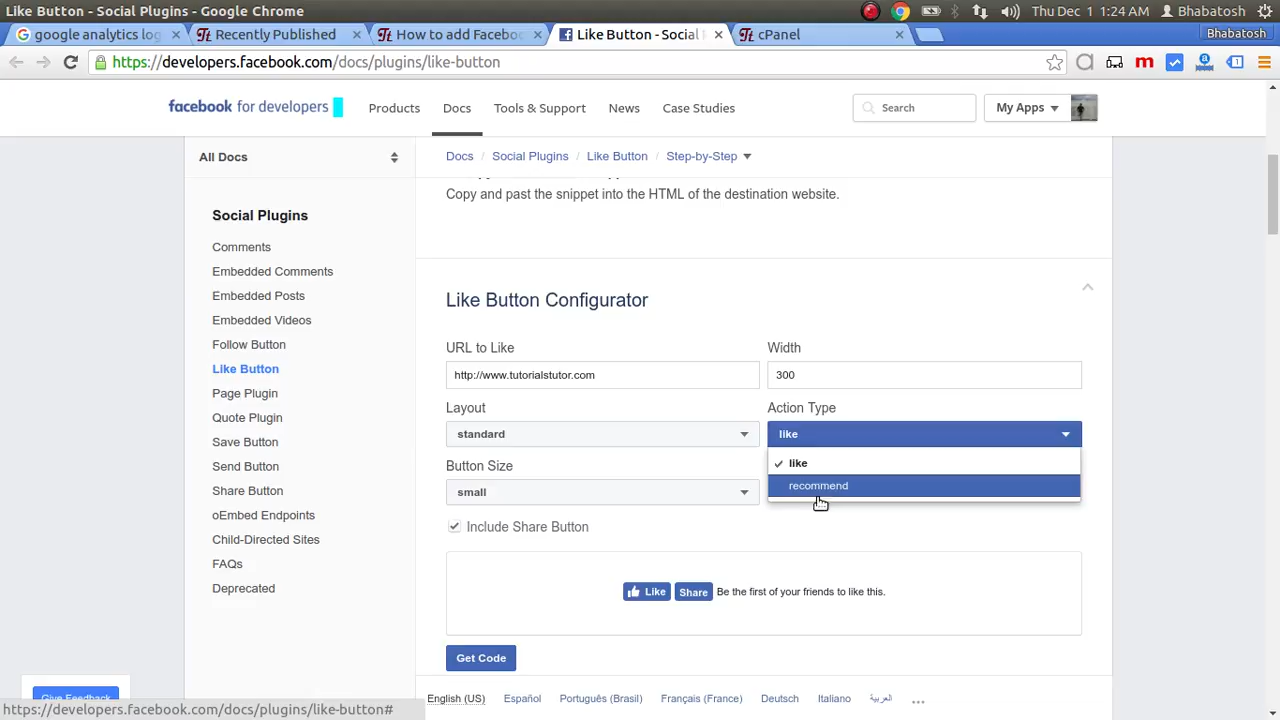 Like Button - Social Plugins - Google Chrome
Thu Dec 1 1:24 AM
Bhabatosh
google analytics log
Recently Published
How to add Facebo
Like Button - Social
cPanel
Bhabatosh
https://developers.facebook.com/docs/plugins/like-button
facebook for developers
Products
Docs
Tools & Support
News
Case Studies
Search
My Apps
All Docs
Docs / Social Plugins / Like Button / Step-by-Step
Copy and past the snippet into the HTML of the destination website.
Social Plugins
Comments
Embedded Comments
Embedded Posts
Embedded Videos
Follow Button
Like Button
Page Plugin
Quote Plugin
Save Button
Send Button
Share Button
oEmbed Endpoints
Child-Directed Sites
FAQs
Deprecated
Like Button Configurator
URL to Like
Width
http://www.tutorialstutor.com
300
Layout
Action Type
standard
like
like
recommend
Button Size
small
Include Share Button
Like
Share
Be the first of your friends to like this.
Get Code
Give Feedback
https://developers.facebook.com/docs/plugins/like-button#
English (US)
Español
Português (Brasil)
Français (France)
Deutsch
Italiano
العربية
...